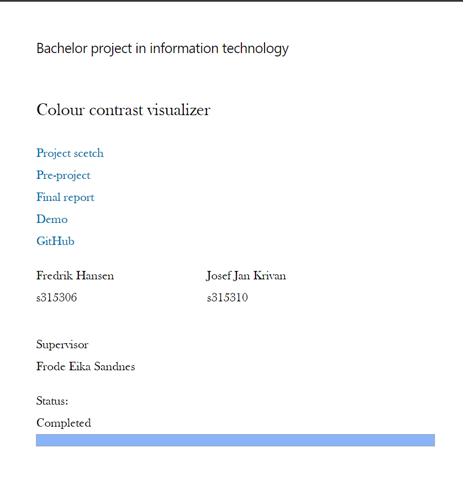 Bachelor project in information technology
Colour contrast visualizer
Project scetch
Pre-project
Final report
Demo
GitHub
Fredrik Hansen Josef Jan Krivan
s315306 s315310
Supervisor
Frode Eika Sandnes
Status:
Completed